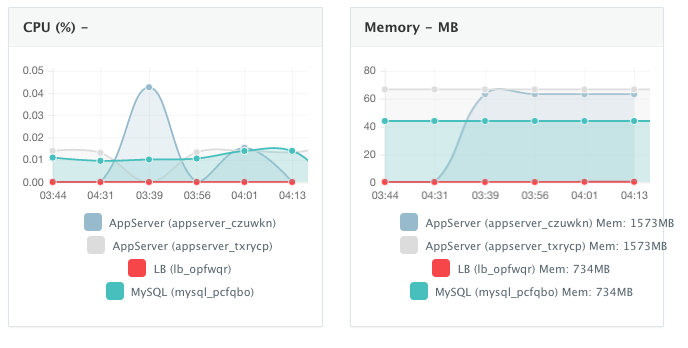 CPU (%) –
0.05
0.04
0.03
0.02
0.01
0.00
03:44 04:31 03:39 03:56 04:01 04:13
AppServer (appserver_czuwkn)
AppServer (appserver_txrycp)
LB (lb_opfwqr)
MySQL (mysql_pcfqbo)
Memory – MB
80
60
40
20
0
03:44 04:31 03:39 03:56 04:01 04:13
AppServer (appserver_czuwkn) Mem: 1573MB
AppServer (appserver_txrycp) Mem: 1573MB
LB (lb_opfwqr) Mem: 734MB
MySQL (mysql_pcfqbo) Mem: 734MB